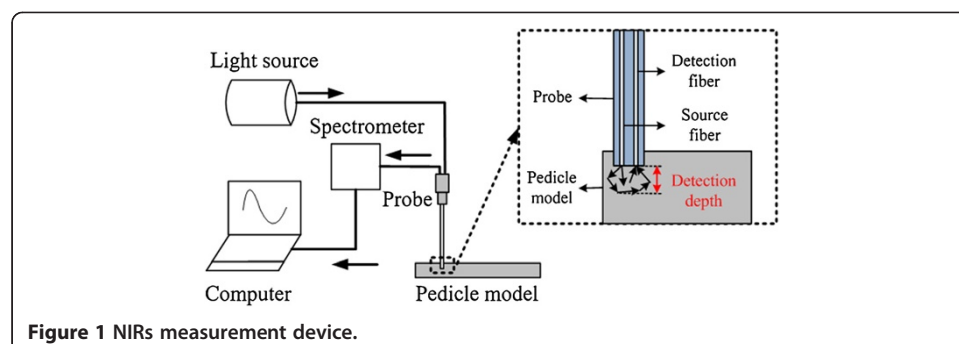 Light source
Spectrometer
Probe
Computer
Pedicle model
Probe
Detection
fiber
Source
fiber
Pedicle
model
Detection
depth
Figure 1 NIRs measurement device.